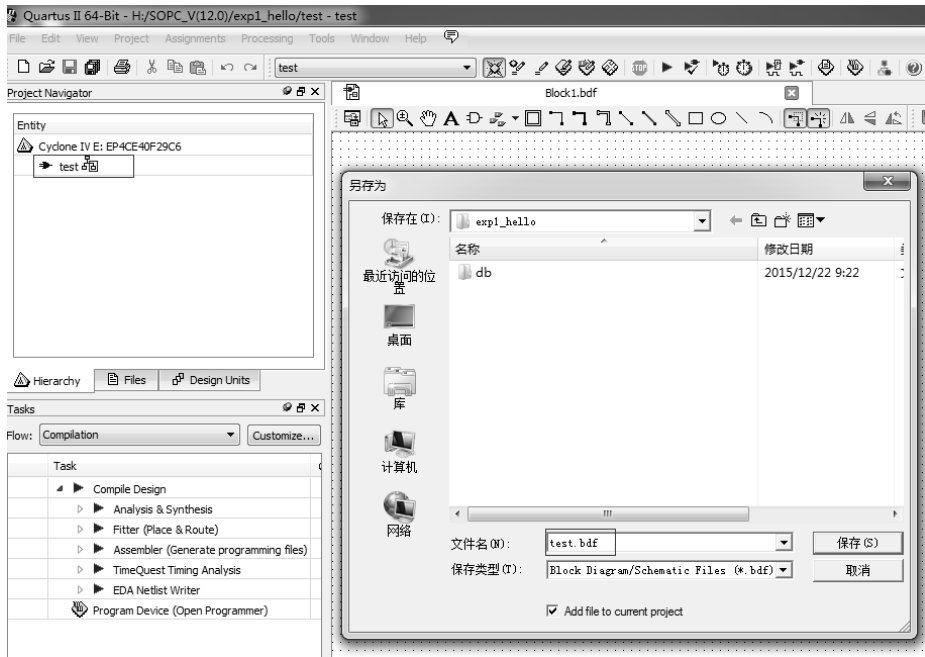 Quartus II 64-Bit - H:/SOPC_V(12.0)/exp1_hello/test - test
File Edit View Project Assignments Processing Tools Window Help
test
Project Navigator
Block1.bdf
Entity
Cyclone IV E: EP4CE40F29C6
test
Hierarchy Files Design Units
Tasks
Flow: Compilation Customize...
Task
Compile Design
Analysis & Synthesis
Fitter (Place & Route)
Assembler (Generate programming files)
TimeQuest Timing Analysis
EDA Netlist Writer
Program Device (Open Programmer)
另存为
保存在(I): exp1_hello
名称 修改日期
db 2015/12/22 9:22
最近访问的位
置
桌面
库
计算机
网络
文件名(N): test.bdf 保存(S)
保存类型(T): Block Diagram/Schematic Files (*.bdf) 取消
Add file to current project